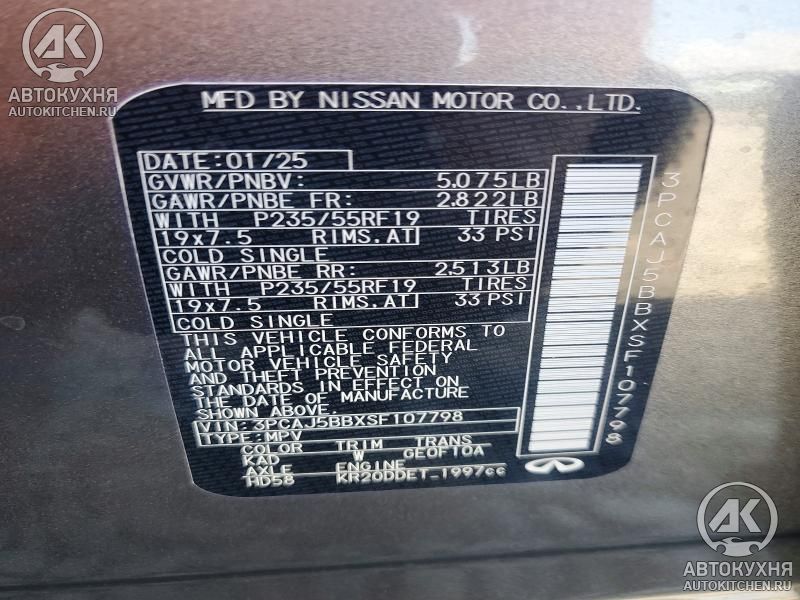 AK
АВТОКУХНЯ
AUTOKITCHEN.RU
MFD BY NISSAN MOTOR CO.,LTD.
DATE:01/25
GVWR/PNBV: 5,075LB
GAWR/PNBE FR: 2,822LB
WITH P235/55RF19 TIRES
19x7.5 RIMS.AT 33 PSI
COLD SINGLE
GAWR/PNBE RR: 2,513LB
WITH P235/55RF19 TIRES
19x7.5 RIMS.AT 33 PSI
COLD SINGLE
THIS VEHICLE CONFORMS TO
ALL APPLICABLE FEDERAL
MOTOR VEHICLE SAFETY
AND THEFT PREVENTION
STANDARDS IN EFFECT ON
THE DATE OF MANUFACTURE
SHOWN ABOVE.
VIN: 3PCAJ5BBXSF107798
TYPE:MPV
COLOR TRIM TRANS
KAD W GE0F10A
AXLE ENGINE
HD58 KR20DDET-1997cc
3PCAJ5BBXSF107798
AK
АВТОКУХНЯ
AUTOKITCHEN.RU